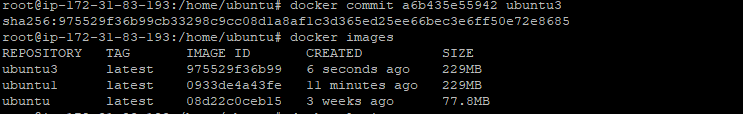 root@ip-172-31-83-193:/home/ubuntu# docker commit a6b435e55942 ubuntu3
sha256:975529f36b99cb33298c9cc08d1a8af1c3d365ed25ee66bec3e6ff50e72e8685
root@ip-172-31-83-193:/home/ubuntu# docker images
REPOSITORY   TAG       IMAGE ID       CREATED          SIZE
ubuntu3      latest    975529f36b99   6 seconds ago    229MB
ubuntu1      latest    0933de4a43fe   11 minutes ago   229MB
ubuntu       latest    08d22c0ceb15   3 weeks ago      77.8MB